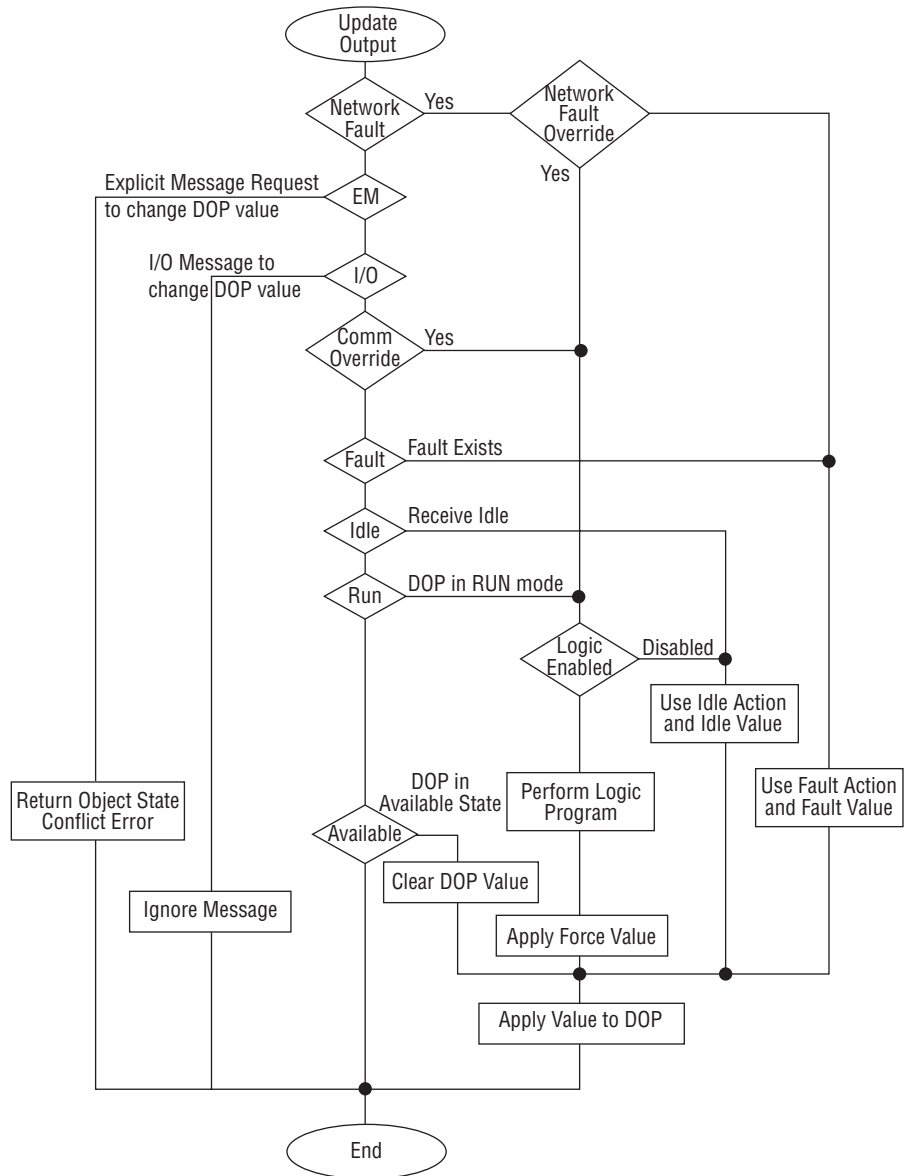 Update
Output
Network
Fault
Yes
Network
Fault
Override
Yes
Explicit Message Request
to change DOP value
EM
I/O Message to
change DOP value
I/O
Comm
Override
Yes
Fault
Fault Exists
Idle
Receive Idle
Run
DOP in RUN mode
Logic
Enabled
Disabled
Use Idle Action
and Idle Value
Return Object State
Conflict Error
DOP in
Available State
Available
Perform Logic
Program
Use Fault Action
and Fault Value
Clear DOP Value
Ignore Message
Apply Force Value
Apply Value to DOP
End